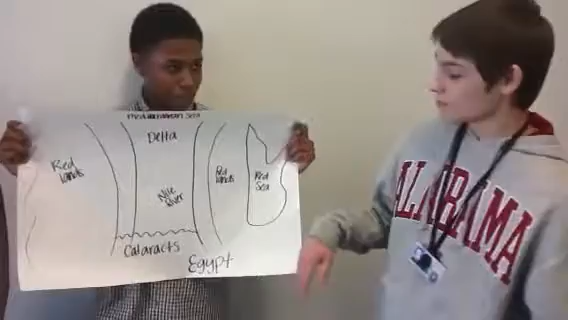 Mediterranean Sea
Delta
Red
lands
Nile
River
Red
lands
Red
Sea
Cataracts
Egypt
ALABAMA